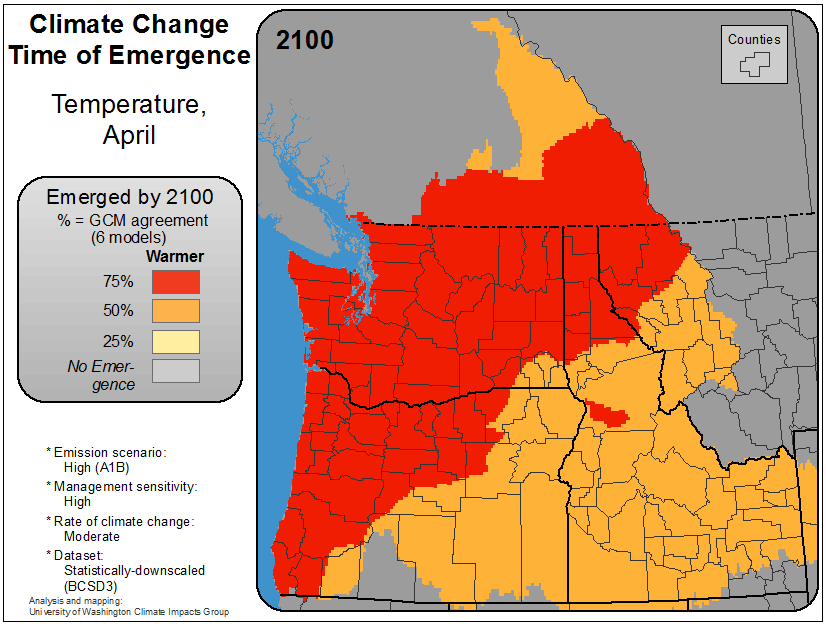 Climate Change
Time of Emergence
Temperature,
April
Emerged by 2100
% = GCM agreement
(6 models)
Warmer
75%
50%
25%
No Emer-
gence
* Emission scenario:
High (A1B)
* Management sensitivity:
High
* Rate of climate change:
Moderate
* Dataset:
Statistically-downscaled
(BCSD3)
Analysis and mapping:
University of Washington Climate Impacts Group
2100
Counties